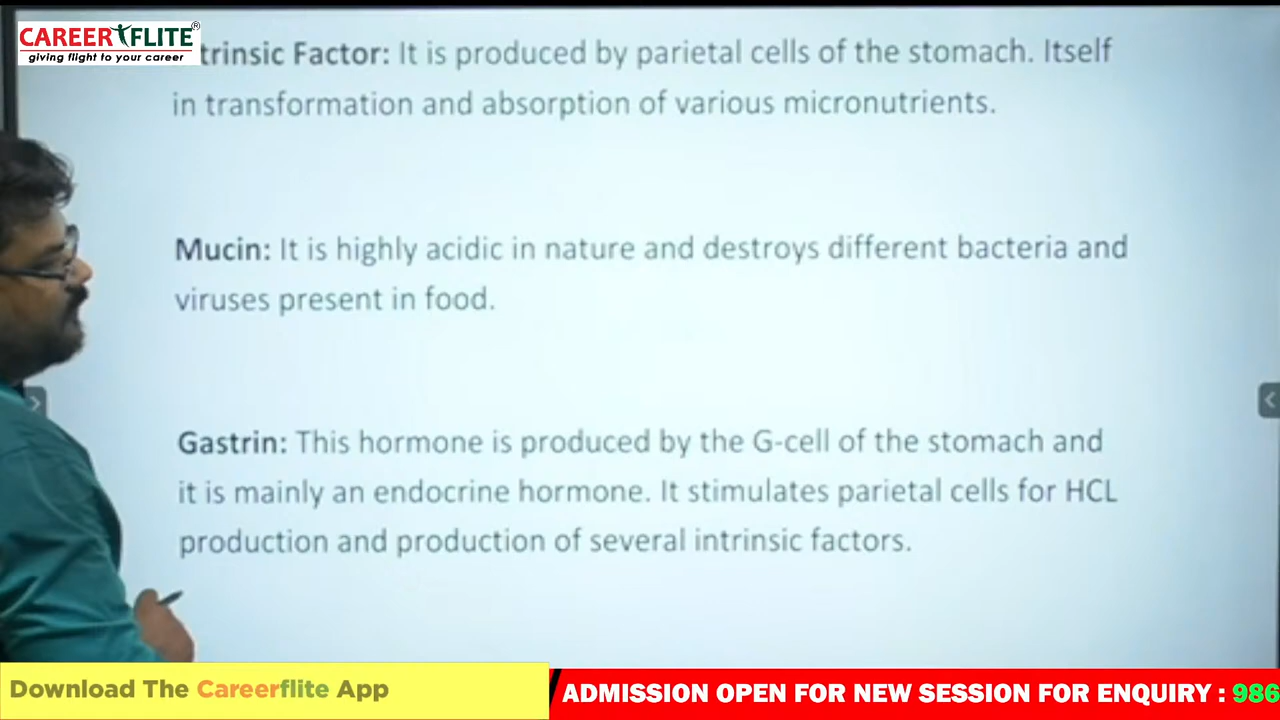 CAREER FLITE®
giving flight to your career
trinsic Factor: It is produced by parietal cells of the stomach. Itself
in transformation and absorption of various micronutrients.
Mucin: It is highly acidic in nature and destroys different bacteria and
viruses present in food.
Gastrin: This hormone is produced by the G-cell of the stomach and
it is mainly an endocrine hormone. It stimulates parietal cells for HCL
production and production of several intrinsic factors.
Download The Careerflite App
ADMISSION OPEN FOR NEW SESSION FOR ENQUIRY : 986